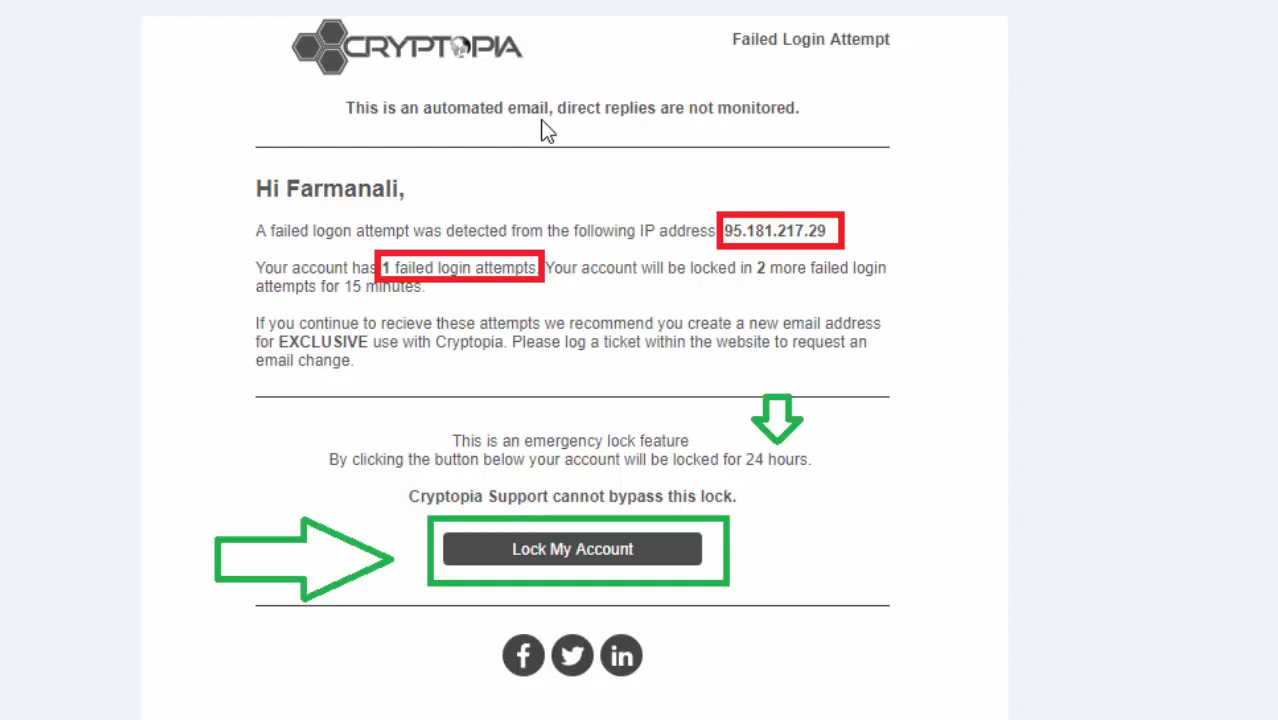 CRYPTOPIA
Failed Login Attempt
This is an automated email, direct replies are not monitored.
Hi Farmanali,
A failed logon attempt was detected from the following IP address 95.181.217.29
Your account has 1 failed login attempts. Your account will be locked in 2 more failed login
attempts for 15 minutes.
If you continue to recieve these attempts we recommend you create a new email address
for EXCLUSIVE use with Cryptopia. Please log a ticket within the website to request an
email change.
This is an emergency lock feature
By clicking the button below your account will be locked for 24 hours.
Cryptopia Support cannot bypass this lock.
Lock My Account